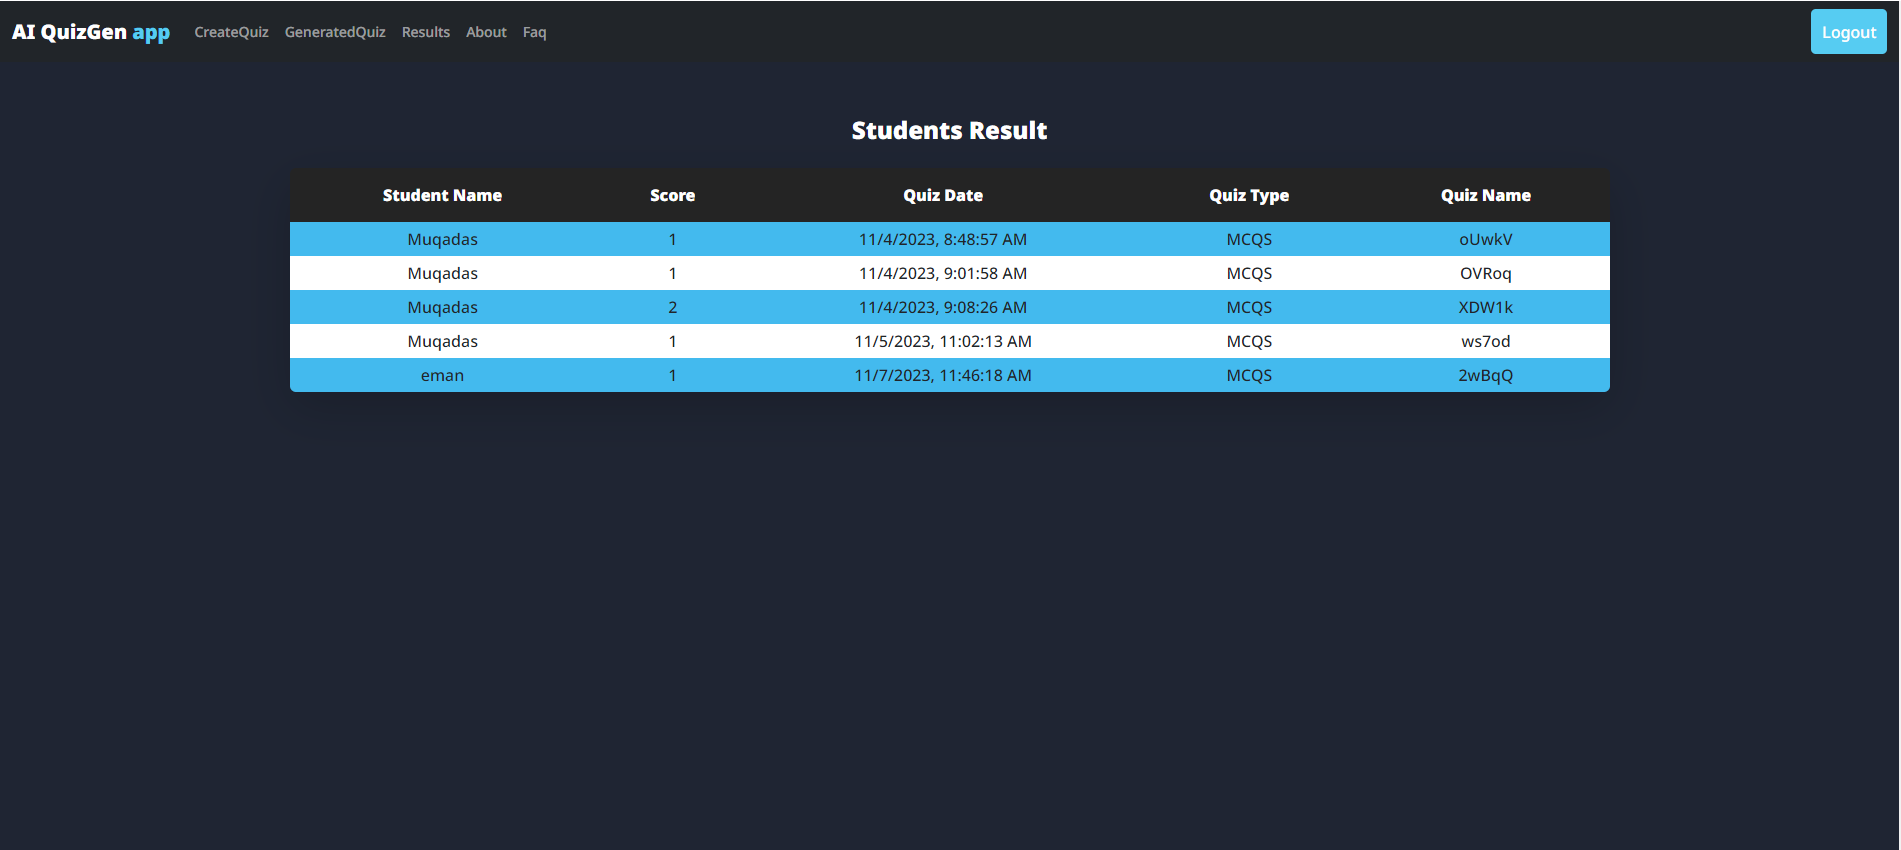 AI QuizGen app CreateQuiz GeneratedQuiz Results About Faq Logout
Students Result
Student Name Score Quiz Date Quiz Type Quiz Name
Muqadas 1 11/4/2023, 8:48:57 AM MCQS oUwkV
Muqadas 1 11/4/2023, 9:01:58 AM MCQS OVRoq
Muqadas 2 11/4/2023, 9:08:26 AM MCQS XDW1k
Muqadas 1 11/5/2023, 11:02:13 AM MCQS ws7od
eman 1 11/7/2023, 11:46:18 AM MCQS 2wBqQ